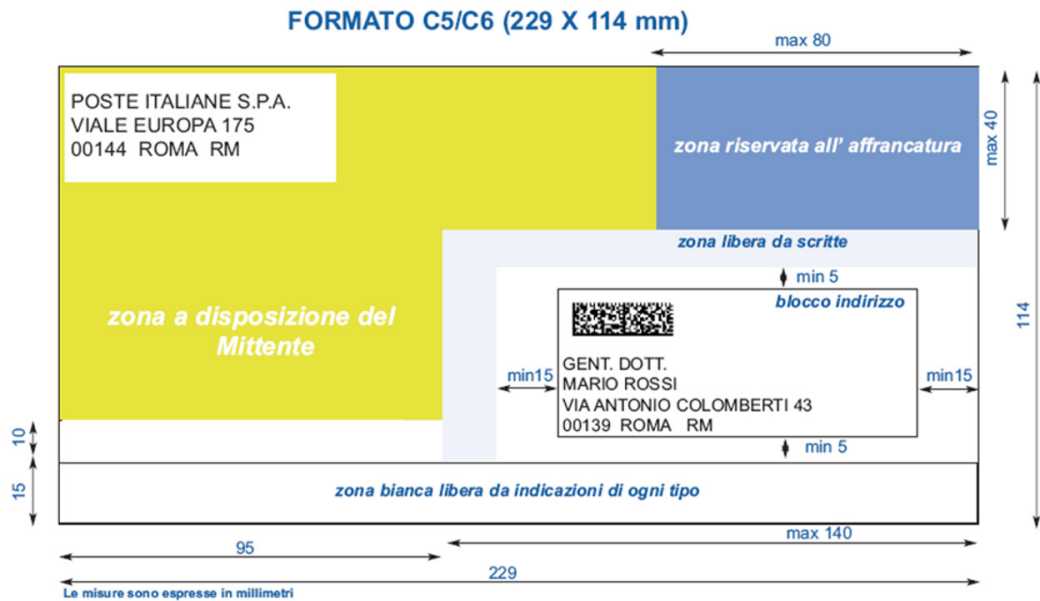 FORMATO C5/C6 (229 X 114 mm)
max 80
POSTE ITALIANE S.P.A.
VIALE EUROPA 175
00144 ROMA RM
zona riservata all' affrancatura
max 40
zona libera da scritte
min 5
blocco indirizzo
114
zona a disposizione del
Mittente
GENT. DOTT.
MARIO ROSSI
VIA ANTONIO COLOMBERTI 43
00139 ROMA RM
min15
min15
min 5
10
15
zona bianca libera da indicazioni di ogni tipo
max 140
95
229
Le misure sono espresse in millimetri